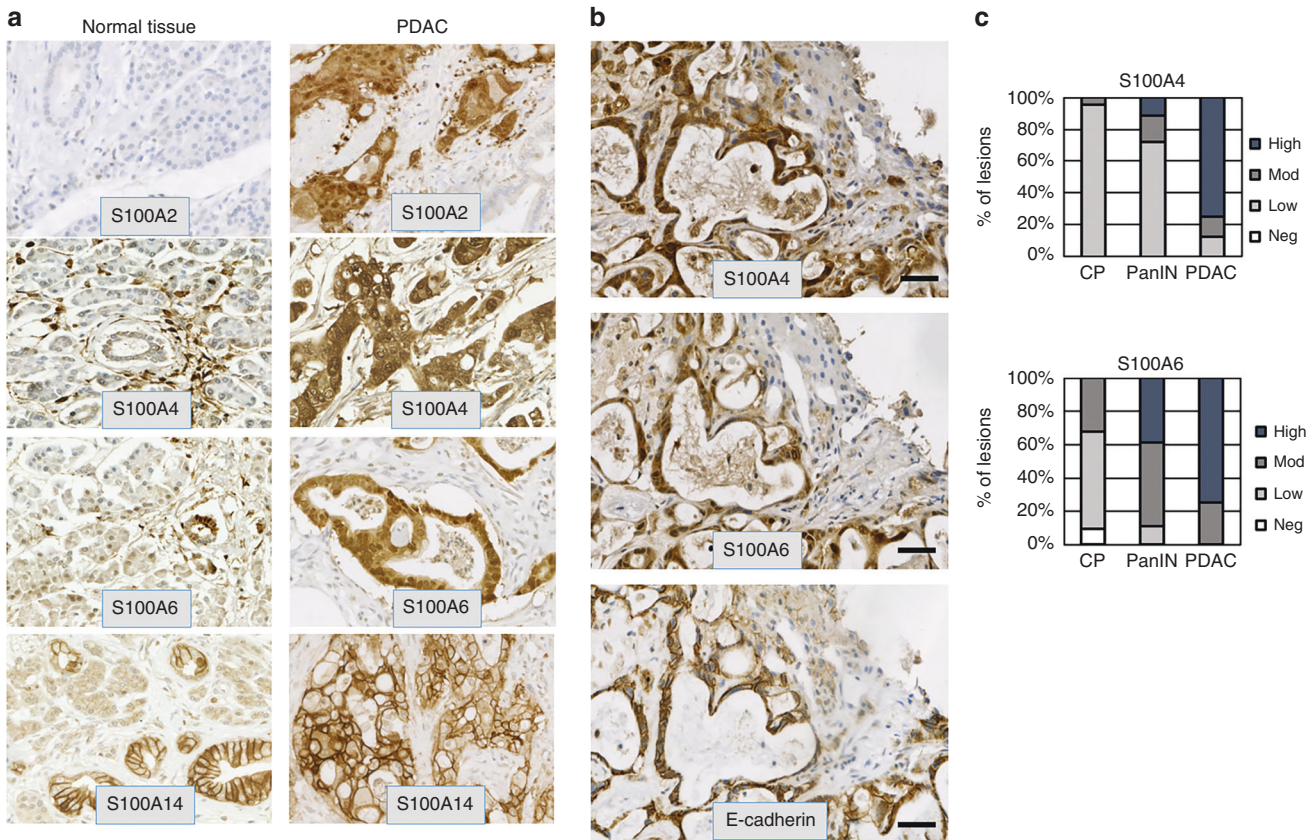 a
Normal tissue
PDAC
S100A2
S100A2
S100A4
S100A4
S100A6
S100A6
S100A14
S100A14
b
S100A4
S100A6
E-cadherin
c
S100A4
100%
80%
60%
40%
20%
0%
% of lesions
CP PanIN PDAC
High
Mod
Low
Neg
S100A6
100%
80%
60%
40%
20%
0%
% of lesions
CP PanIN PDAC
High
Mod
Low
Neg